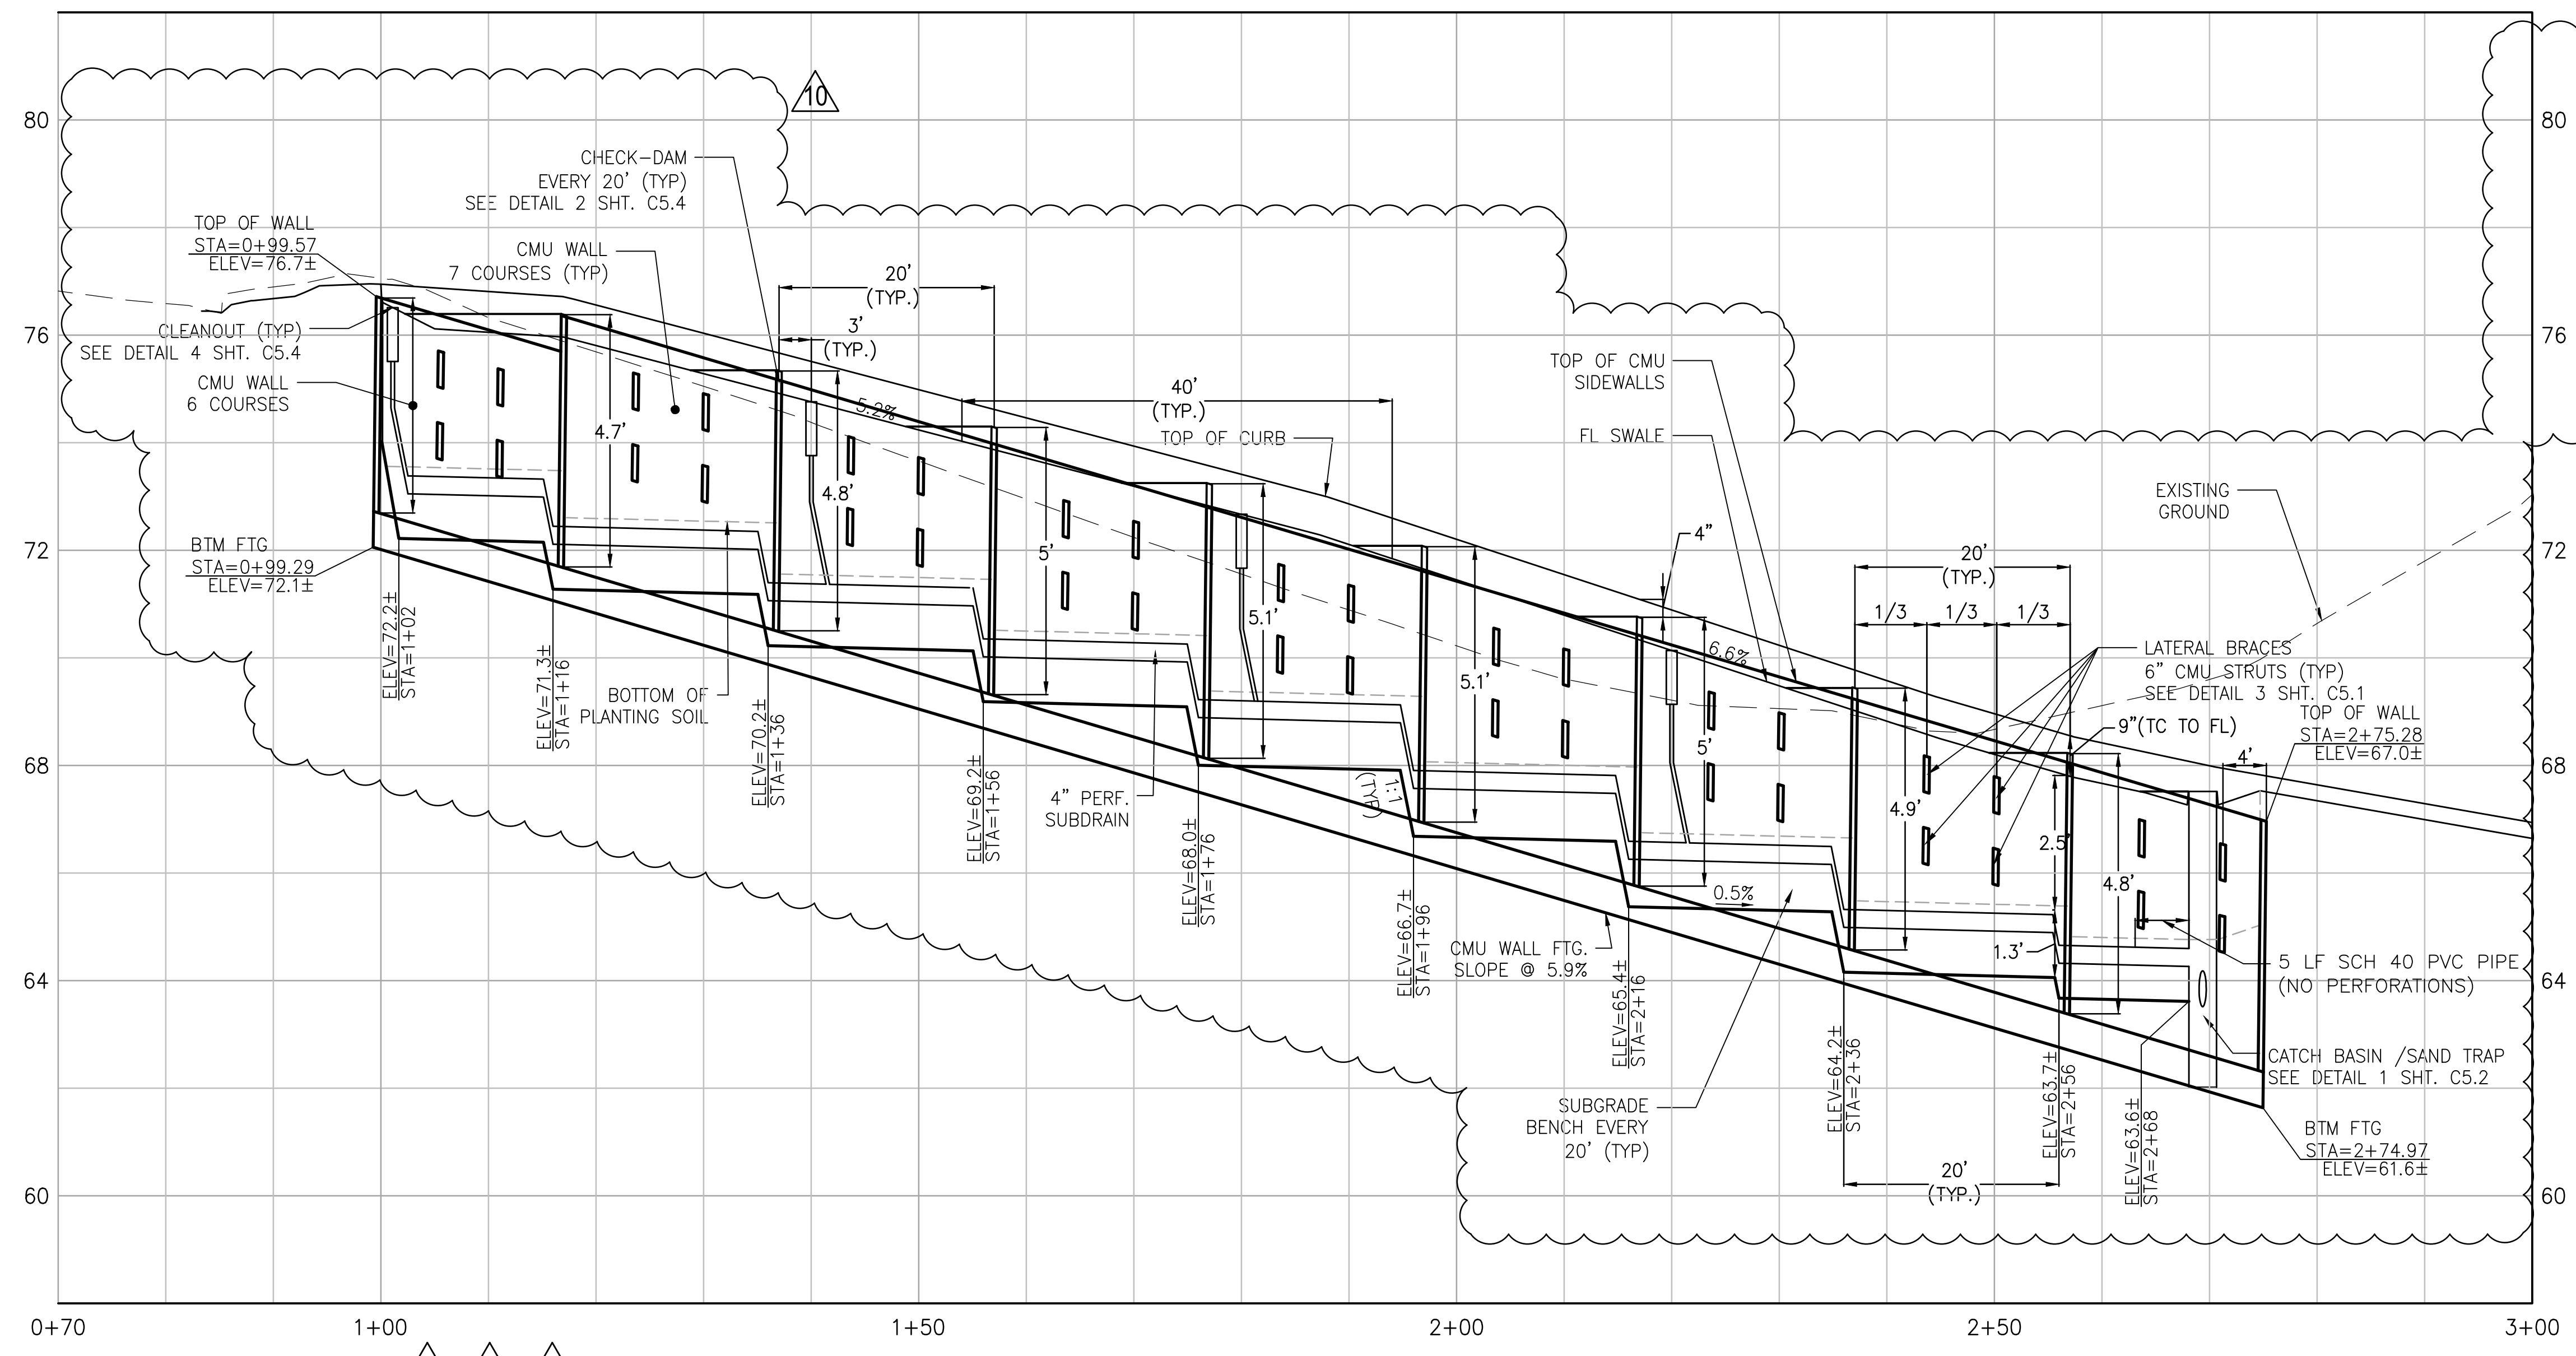 10
80
80
CHECK-DAM
EVERY 20' (TYP)
SEE DETAIL 2 SHT. C5.4
TOP OF WALL
STA=0+99.57
ELEV=76.7±
CMU WALL
7 COURSES (TYP)
20'
(TYP.)
3'
(TYP.)
CLEANOUT (TYP)
SEE DETAIL 4 SHT. C5.4
CMU WALL
6 COURSES
76
76
TOP OF CMU
SIDEWALLS
40'
(TYP.)
5.2%
TOP OF CURB
FL SWALE
4.7'
4.8'
5'
5.1'
5.1'
5'
4.9'
4.8'
EXISTING
GROUND
4"
BTM FTG
STA=0+99.29
ELEV=72.1±
72
72
20'
(TYP.)
1/3
1/3
1/3
6.6%
LATERAL BRACES
6" CMU STRUTS (TYP)
SEE DETAIL 3 SHT. C5.1
TOP OF WALL
STA=2+75.28
ELEV=67.0±
9"(TC TO FL)
4'
ELEV=72.2±
STA=1+02
ELEV=71.3±
STA=1+16
BOTTOM OF
PLANTING SOIL
ELEV=70.2±
STA=1+36
68
68
4" PERF.
SUBDRAIN
ELEV=69.2±
STA=1+56
1:1
(TYP)
ELEV=68.0±
STA=1+76
2.5'
0.5%
ELEV=66.7±
STA=1+96
CMU WALL FTG.
SLOPE @ 5.9%
1.3'
5 LF SCH 40 PVC PIPE
(NO PERFORATIONS)
64
64
ELEV=65.4±
STA=2+16
CATCH BASIN /SAND TRAP
SEE DETAIL 1 SHT. C5.2
ELEV=64.2±
STA=2+36
ELEV=63.7±
STA=2+56
ELEV=63.6±
STA=2+68
SUBGRADE
BENCH EVERY
20' (TYP)
BTM FTG
STA=2+74.97
ELEV=61.6±
20'
(TYP.)
60
60
0+70
1+00
1+50
2+00
2+50
3+00